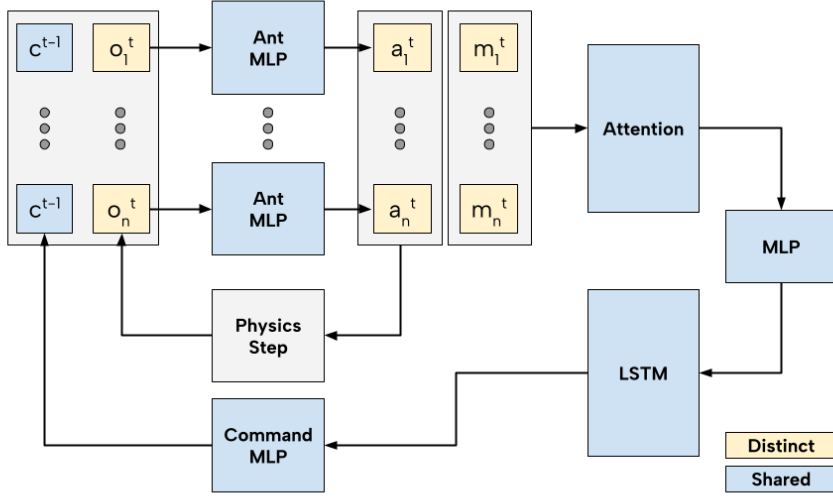 c^t-1 o_1^t Ant MLP a_1^t m_1^t
Attention
c^t-1 o_n^t Ant MLP a_n^t m_n^t
MLP
Physics
Step
LSTM
Command
MLP
Distinct
Shared